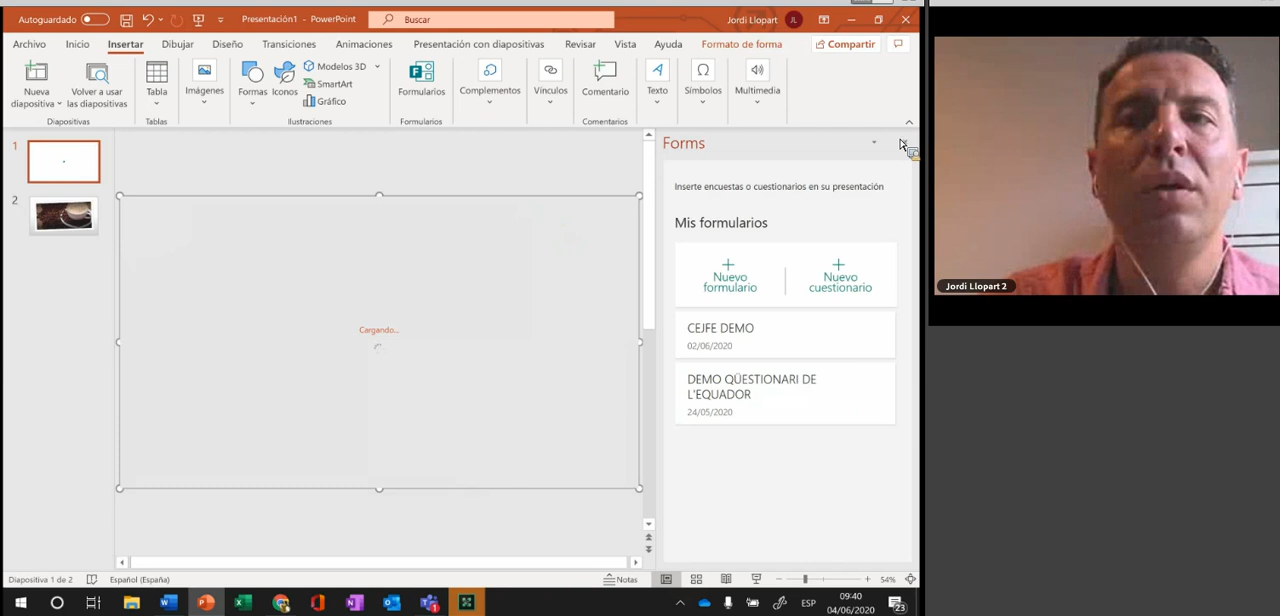 Autoguardado
Presentación1 - PowerPoint
Buscar
Jordi Llopart
JL
Archivo
Inicio
Insertar
Dibujar
Diseño
Transiciones
Animaciones
Presentación con diapositivas
Revisar
Vista
Ayuda
Formato de forma
Compartir
Nueva
diapositiva
Volver a usar
las diapositivas
Tabla
Imágenes
Formas
Iconos
Modelos 3D
SmartArt
Gráfico
Formularios
Complementos
Vínculos
Comentario
Texto
Símbolos
Multimedia
Diapositivas
Tablas
Ilustraciones
Formularios
Comentarios
1
2
Cargando...
Forms
Inserte encuestas o cuestionarios en su presentación
Mis formularios
Nuevo
formulario
Nuevo
cuestionario
CEJFE DEMO
02/06/2020
DEMO QÜESTIONARI DE
L'EQUADOR
24/05/2020
Jordi Llopart 2
Diapositiva 1 de 2
Español (España)
Notas
54%
ESP
09:40
04/06/2020
23